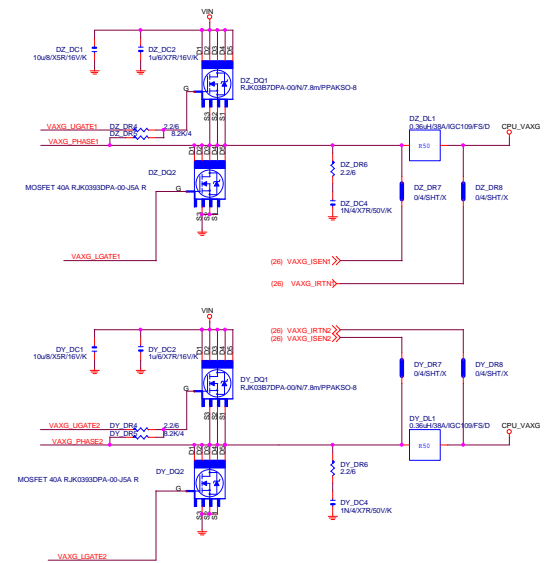 VIN
DZ_DC1
10u/8/X5R/16V/K
DZ_DC2
1u/6/X7R/16V/K
D1
D2
D3
D4
D5
DZ_DQ1
RJK03B7DPA-00/N/7.8m/PPAKSO-8
G
S3
S2
S1
VAXG_UGATE1
DZ_DR4
2.2/6
DZ_DR5
8.2K/4
VAXG_PHASE1
D1
D2
D3
D4
D5
DZ_DL1
0.36uH/38A/IGC109/FS/D
CPU_VAXG
R50
DZ_DQ2
MOSFET 40A RJK0393DPA-00-J5A R
G
S3
S2
S1
DZ_DR6
2.2/6
DZ_DR7
0/4/SHT/X
DZ_DR8
0/4/SHT/X
DZ_DC4
1N/4/X7R/50V/K
VAXG_LGATE1
(26) VAXG_ISEN1
(26) VAXG_IRTN1
VIN
(26) VAXG_IRTN2
(26) VAXG_ISEN2
DY_DC1
10u/8/X5R/16V/K
DY_DC2
1u/6/X7R/16V/K
D1
D2
D3
D4
D5
DY_DQ1
RJK03B7DPA-00/N/7.8m/PPAKSO-8
DY_DR7
0/4/SHT/X
DY_DR8
0/4/SHT/X
G
S3
S2
S1
VAXG_UGATE2
DY_DR4
2.2/6
DY_DR5
8.2K/4
VAXG_PHASE2
D1
D2
D3
D4
D5
DY_DL1
0.36uH/38A/IGC109/FS/D
CPU_VAXG
R50
DY_DQ2
MOSFET 40A RJK0393DPA-00-J5A R
G
S3
S2
S1
DY_DR6
2.2/6
DY_DC4
1N/4/X7R/50V/K
VAXG_LGATE2